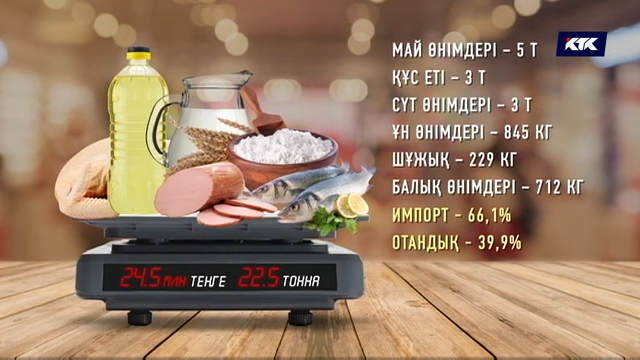 КТК
МАЙ ӨНІМДЕРІ – 5 Т
ҚҰС ЕТІ – 3 Т
СҮТ ӨНІМДЕРІ – 3 Т
ҰН ӨНІМДЕРІ – 845 КГ
ШҰЖЫҚ – 229 КГ
БАЛЫҚ ӨНІМДЕРІ – 712 КГ
ИМПОРТ - 66,1%
ОТАНДЫҚ - 39,9%
24.5 МЛН ТЕҢГЕ 22.5 ТОННА